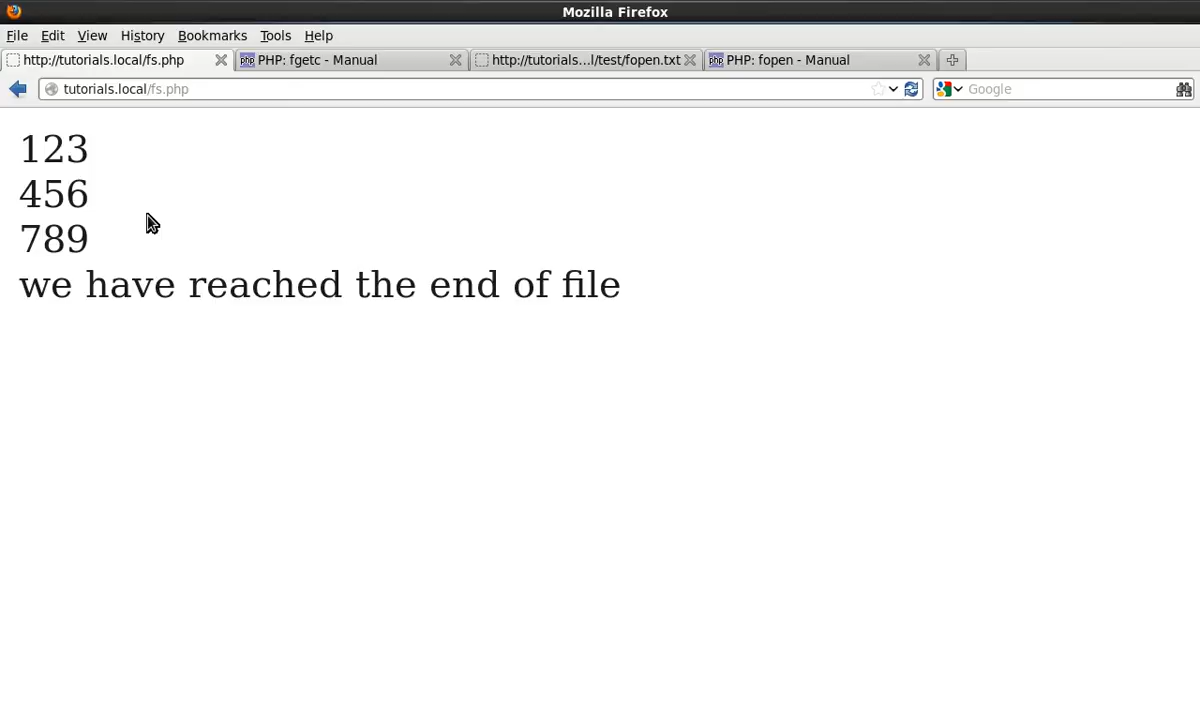 Mozilla Firefox
File Edit View History Bookmarks Tools Help
http://tutorials.local/fs.php php PHP: fgetc - Manual http://tutorials...l/test/fopen.txt php PHP: fopen - Manual
tutorials.local/fs.php Google
123
456
789
we have reached the end of file